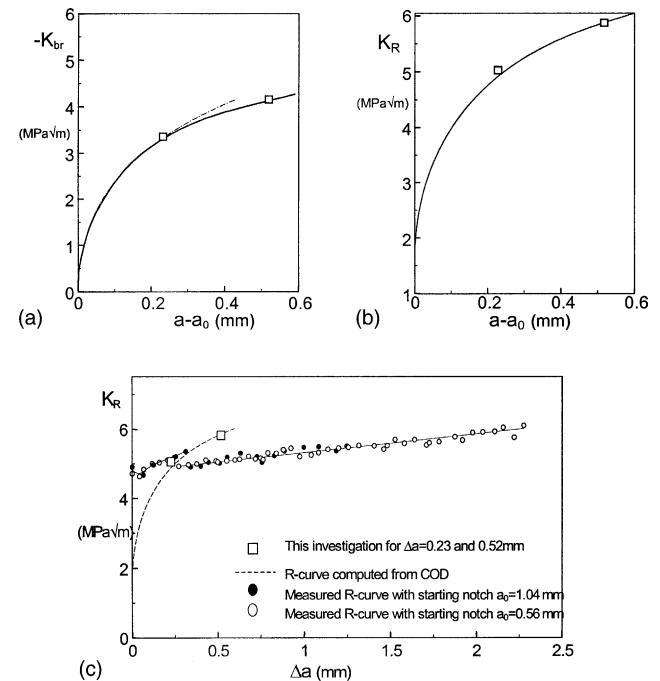 (a)
-K_br
(MPa√m)
6
5
4
3
2
1
0
0
0.2
0.4
0.6
a-a₀ (mm)
(b)
K_R
(MPa√m)
6
5
4
3
2
1
0
0.2
0.4
0.6
a-a₀ (mm)
(c)
K_R
(MPa√m)
6
4
2
0
0
0.5
1
1.5
2
2.5
Δa (mm)
This investigation for Δa=0.23 and 0.52mm
R-curve computed from COD
Measured R-curve with starting notch a₀=1.04 mm
Measured R-curve with starting notch a₀=0.56 mm